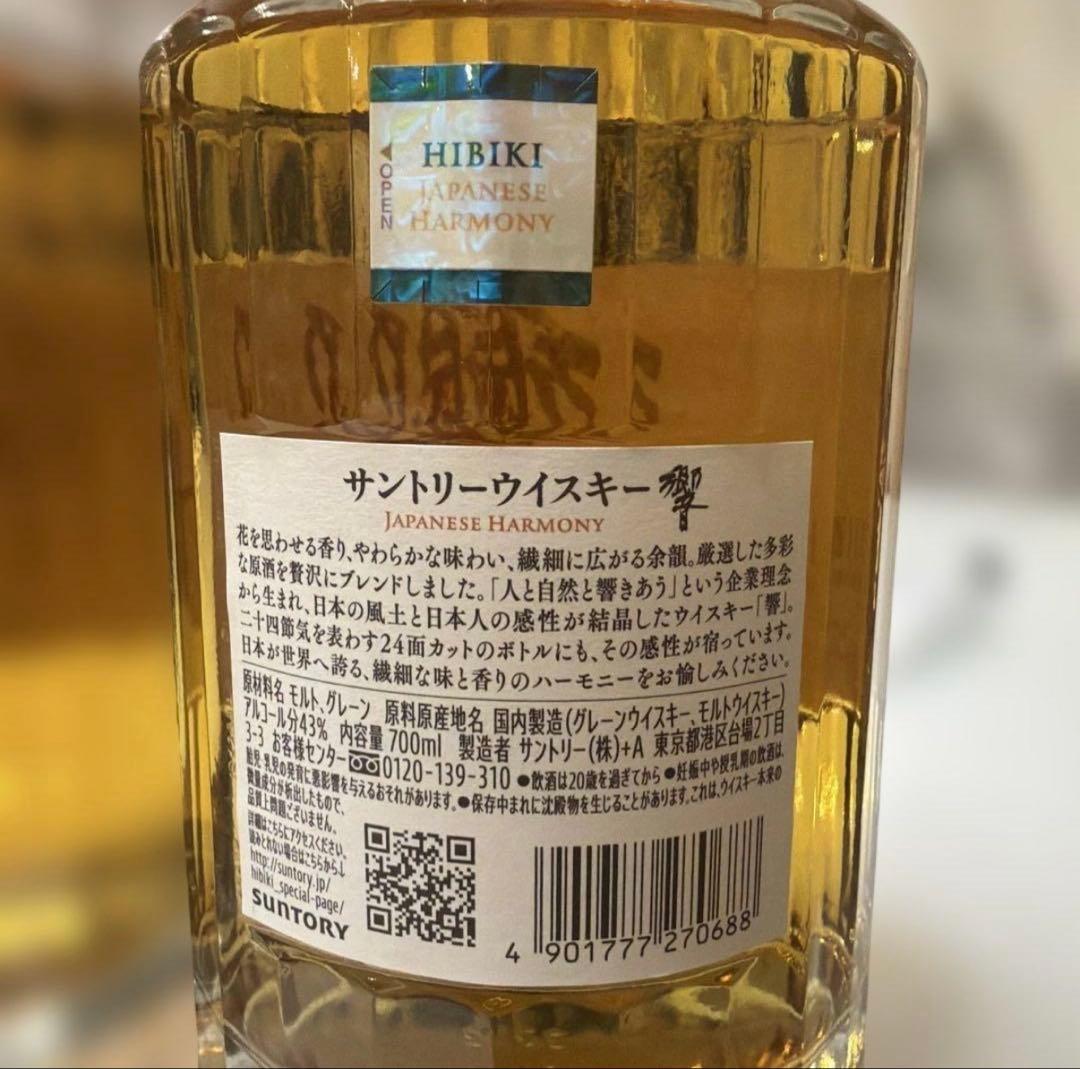 HIBIKI
JAPANESE
HARMONY
◀OPEN
サントリーウイスキー 響
JAPANESE HARMONY
花を思わせる香り、やわらかな味わい、繊細に広がる余韻。厳選した多彩
な原酒を贅沢にブレンドしました。「人と自然と響きあう」という企業理念
から生まれ、日本の風土と日本人の感性が結晶したウイスキー「響」。
二十四節気を表わす24面カットのボトルにも、その感性が宿っています。
日本が世界へ誇る、繊細な味と香りのハーモニーをお愉しみください。
原材料名 モルト、グレーン 原料原産地名 国内製造(グレーンウイスキー、モルトウイスキー)
アルコール分43% 内容量 700ml 製造者 サントリー(株)+A 東京都港区台場2丁目
3-3 お客様センター 0120-139-310 ●飲酒は20歳を過ぎてから ●妊娠中や授乳期の飲酒は、
胎児・乳児の発育に悪影響を与えるおそれがあります。●保存中まれに沈殿物を生じることがあります。これは、ウイスキー本来の
微量成分が析出したもので、
品質上問題ございません。
詳細はこちらにアクセスください。
読みとれない場合はこちらから↓
http://suntory.jp/
hibiki_special-page/
SUNTORY
4 901777 270688